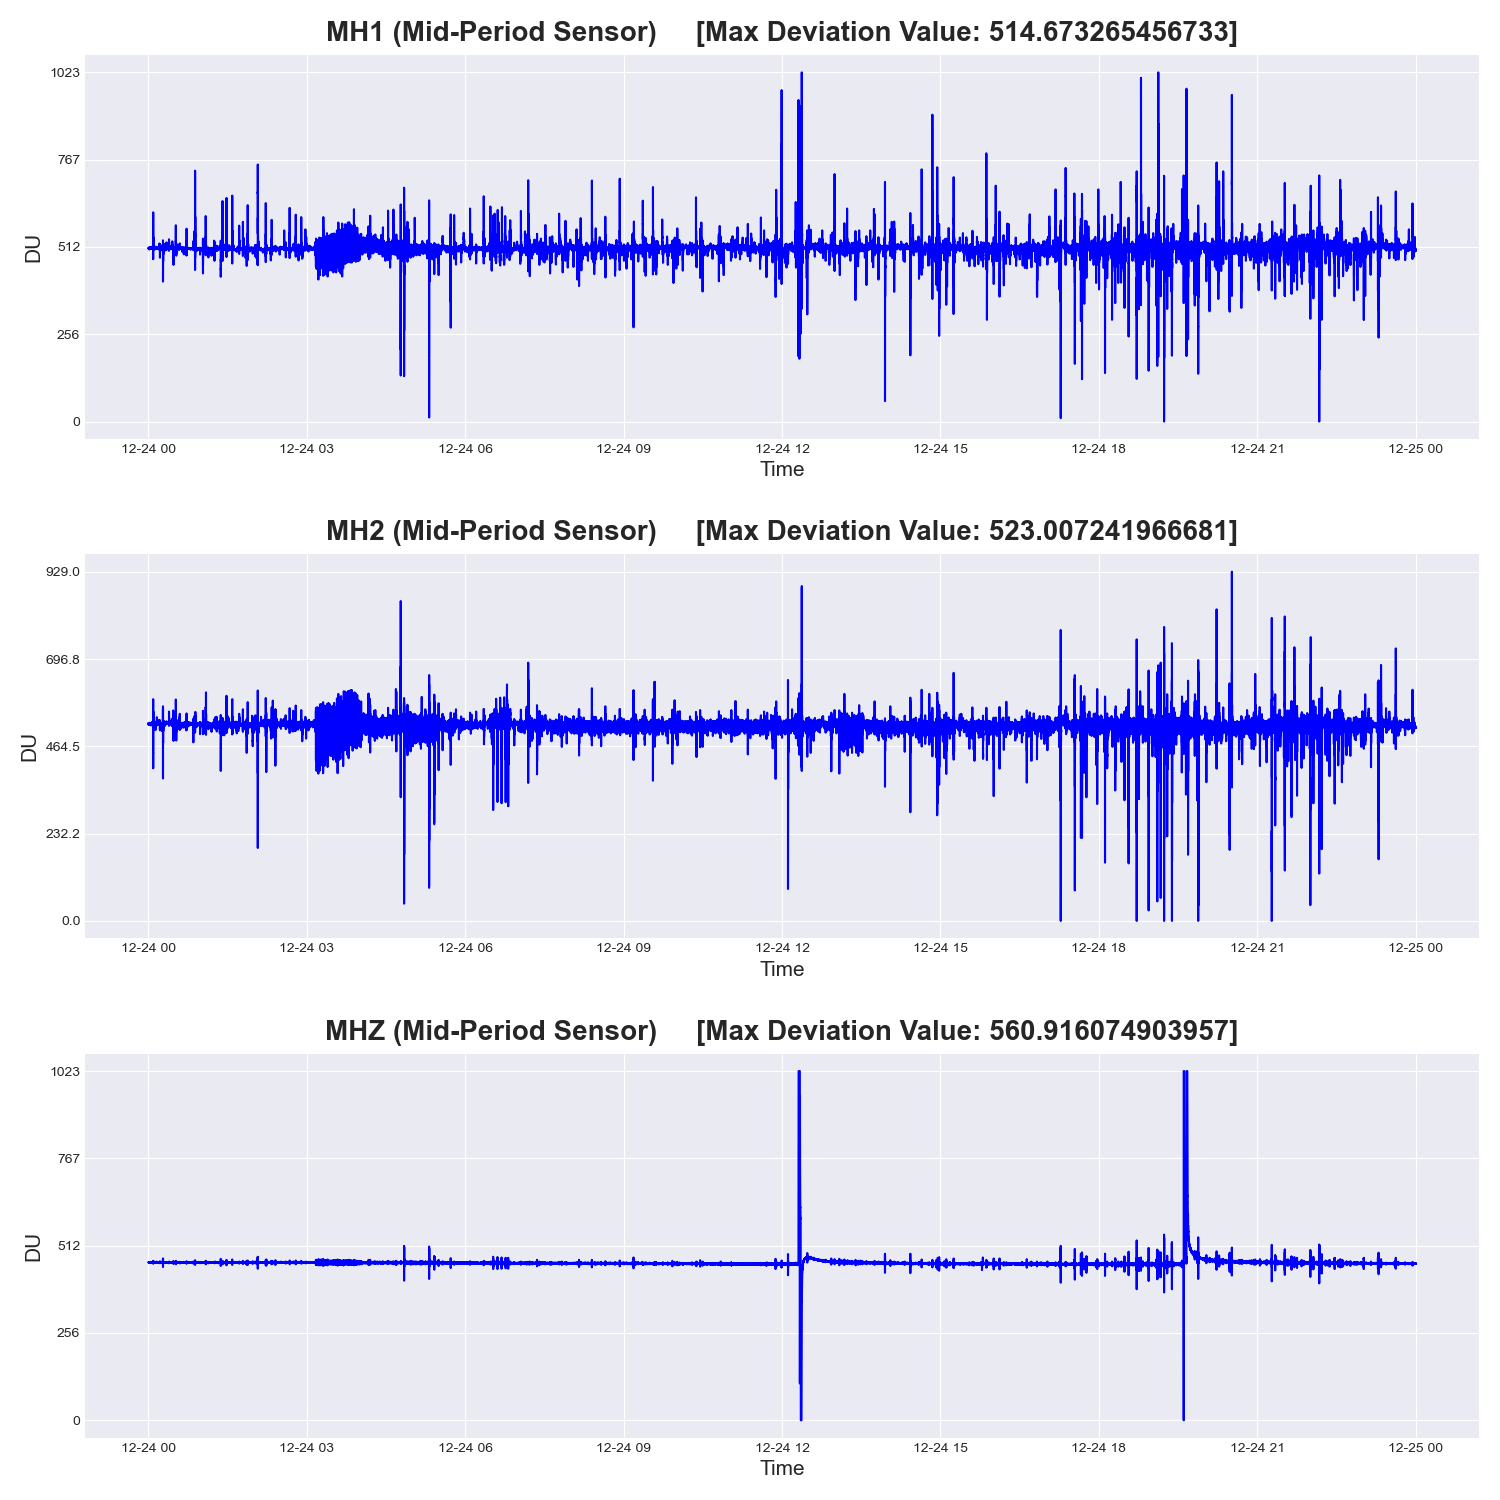 MH1 (Mid-Period Sensor) [Max Deviation Value: 514.673265456733]
1023
767
512
256
0
DU
12-24 00 12-24 03 12-24 06 12-24 09 12-24 12 12-24 15 12-24 18 12-24 21 12-25 00
Time
MH2 (Mid-Period Sensor) [Max Deviation Value: 523.007241966681]
929.0
696.8
464.5
232.2
0.0
DU
12-24 00 12-24 03 12-24 06 12-24 09 12-24 12 12-24 15 12-24 18 12-24 21 12-25 00
Time
MHZ (Mid-Period Sensor) [Max Deviation Value: 560.916074903957]
1023
767
512
256
0
DU
12-24 00 12-24 03 12-24 06 12-24 09 12-24 12 12-24 15 12-24 18 12-24 21 12-25 00
Time